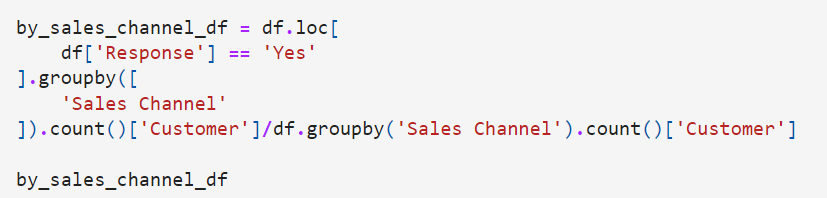 by_sales_channel_df = df.loc[
    df['Response'] == 'Yes'
].groupby([
    'Sales Channel'
]).count()['Customer']/df.groupby('Sales Channel').count()['Customer']
by_sales_channel_df